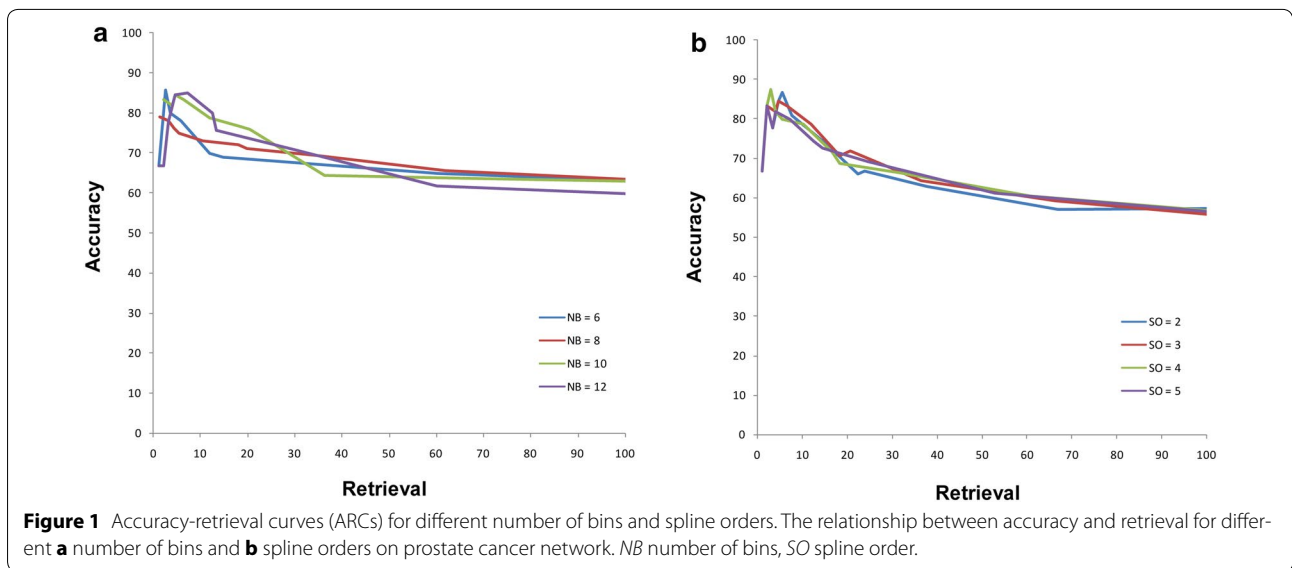 a
100
90
80
70
60
50
40
30
20
10
0
Accuracy
0 10 20 30 40 50 60 70 80 90 100
Retrieval
NB = 6
NB = 8
NB = 10
NB = 12
b
100
90
80
70
60
50
40
30
20
10
0
Accuracy
0 10 20 30 40 50 60 70 80 90 100
Retrieval
SO = 2
SO = 3
SO = 4
SO = 5
Figure 1 Accuracy-retrieval curves (ARCs) for different number of bins and spline orders. The relationship between accuracy and retrieval for differ-
ent a number of bins and b spline orders on prostate cancer network. NB number of bins, SO spline order.